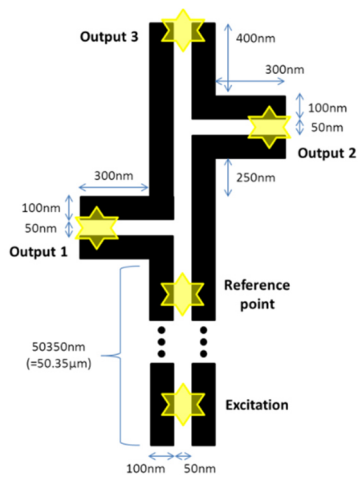 Output 3
400nm
300nm
100nm
50nm
Output 2
300nm
250nm
100nm
50nm
Output 1
Reference
point
50350nm
(=50.35μm)
Excitation
100nm
50nm